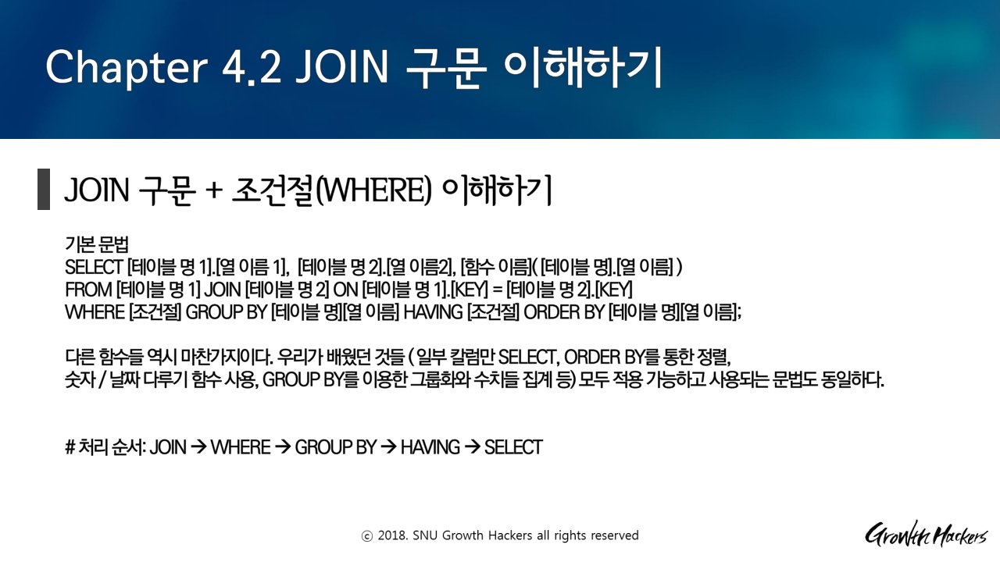 Chapter 4.2 JOIN 구문 이해하기
JOIN 구문 + 조건절(WHERE) 이해하기
기본 문법
SELECT [테이블 명 1].[열 이름 1], [테이블 명 2].[열 이름2], [함수 이름]( [테이블 명].[열 이름] )
FROM [테이블 명 1] JOIN [테이블 명 2] ON [테이블 명 1].[KEY] = [테이블 명 2].[KEY]
WHERE [조건절] GROUP BY [테이블 명][열 이름] HAVING [조건절] ORDER BY [테이블 명][열 이름];
다른 함수들 역시 마찬가지이다. 우리가 배웠던 것들 ( 일부 칼럼만 SELECT, ORDER BY를 통한 정렬,
숫자 / 날짜 다루기 함수 사용, GROUP BY를 이용한 그룹화와 수치들 집계 등) 모두 적용 가능하고 사용되는 문법도 동일하다.
# 처리 순서: JOIN → WHERE → GROUP BY → HAVING → SELECT
ⓒ 2018. SNU Growth Hackers all rights reserved
Growth Hackers